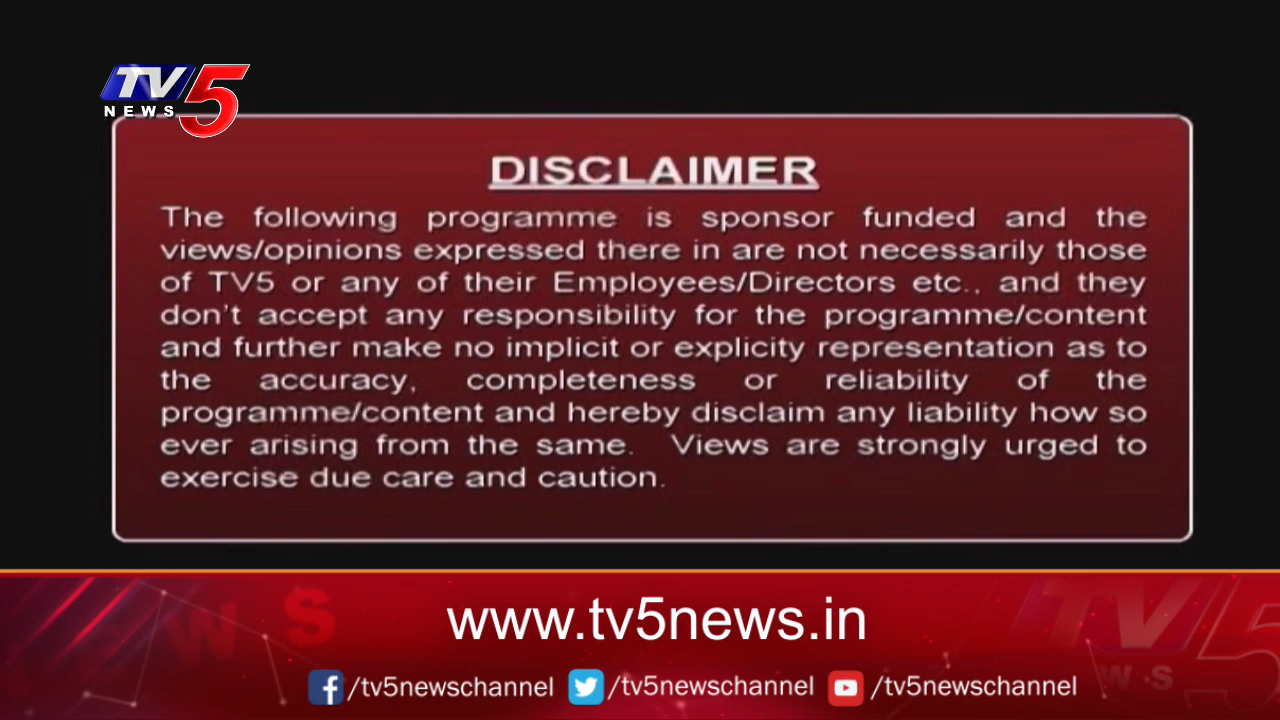 TV5
NEWS
DISCLAIMER
The following programme is sponsor funded and the
views/opinions expressed there in are not necessarily those
of TV5 or any of their Employees/Directors etc., and they
don't accept any responsibility for the programme/content
and further make no implicit or explicity representation as to
the accuracy, completeness or reliability of the
programme/content and hereby disclaim any liability how so
ever arising from the same. Views are strongly urged to
exercise due care and caution.
www.tv5news.in
/tv5newschannel /tv5newschannel /tv5newschannel